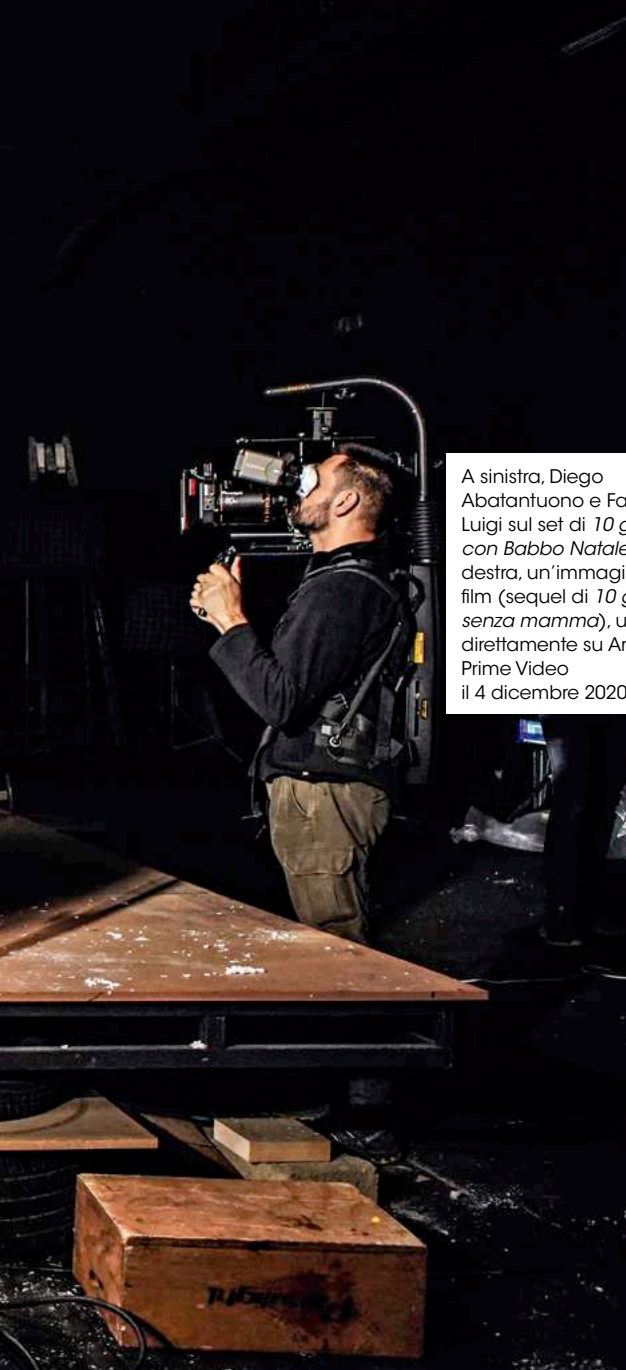 A sinistra, Diego
Abatantuono e Fa
Luigi sul set di 10 g
con Babbo Natale
destra, un'immagi
film (sequel di 10 g
senza mamma), u
direttamente su Am
Prime Video
il 4 dicembre 2020